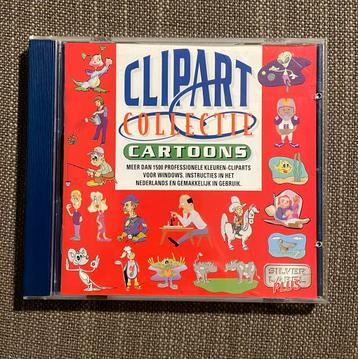 CLIPART
COLLECTIE
CARTOONS
MEER DAN 1500 PROFESSIONELE KLEUREN-CLIPARTS
VOOR WINDOWS. INSTRUCTIES IN HET
NEDERLANDS EN GEMAKKELIJK IN GEBRUIK.
SILVER
LABEL
PLUS